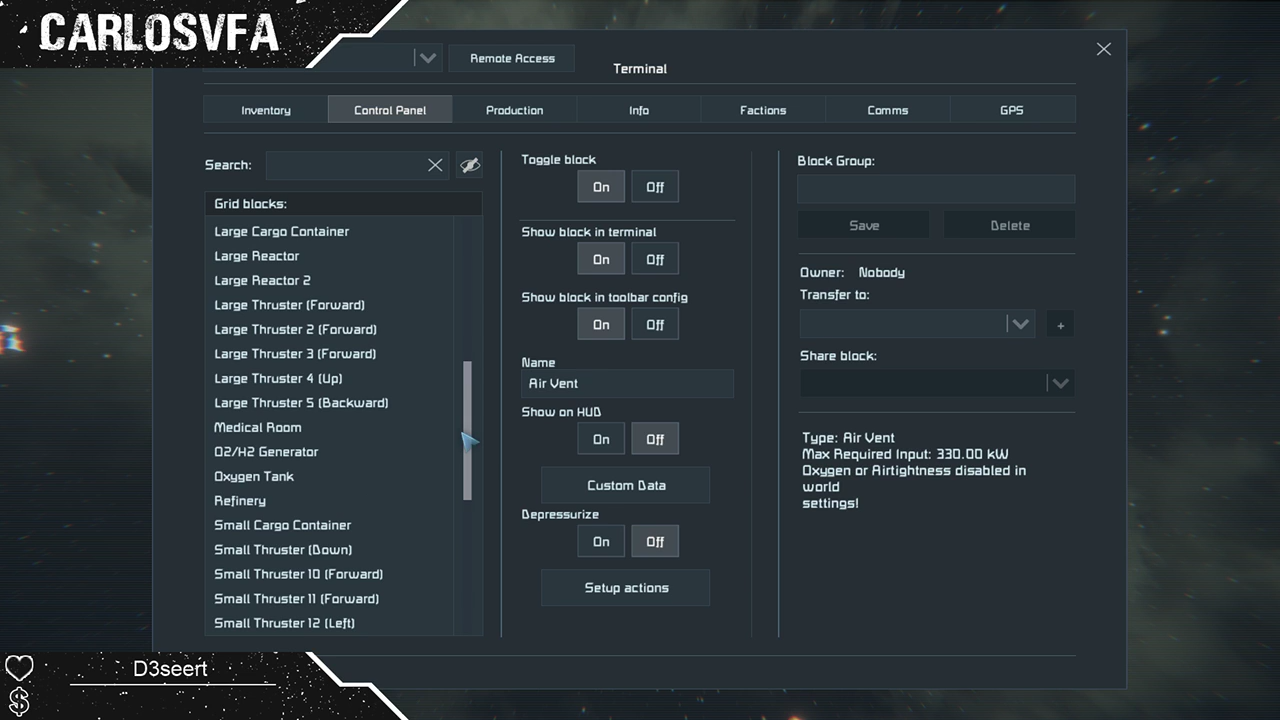 CARLOSVFA
Remote Access
Terminal
Inventory
Control Panel
Production
Info
Factions
Comms
GPS
Search:
Grid blocks:
Large Cargo Container
Large Reactor
Large Reactor 2
Large Thruster (Forward)
Large Thruster 2 (Forward)
Large Thruster 3 (Forward)
Large Thruster 4 (Up)
Large Thruster 5 (Backward)
Medical Room
O2/H2 Generator
Oxygen Tank
Refinery
Small Cargo Container
Small Thruster (Down)
Small Thruster 10 (Forward)
Small Thruster 11 (Forward)
Small Thruster 12 (Left)
Toggle block
On Off
Show block in terminal
On Off
Show block in toolbar config
On Off
Name
Air Vent
Show on HUD
On Off
Custom Data
Depressurize
On Off
Setup actions
Block Group:
Save Delete
Owner: Nobody
Transfer to:
+
Share block:
Type: Air Vent
Max Required Input: 330.00 kW
Oxygen or Airtightness disabled in
world
settings!
D3seert
$